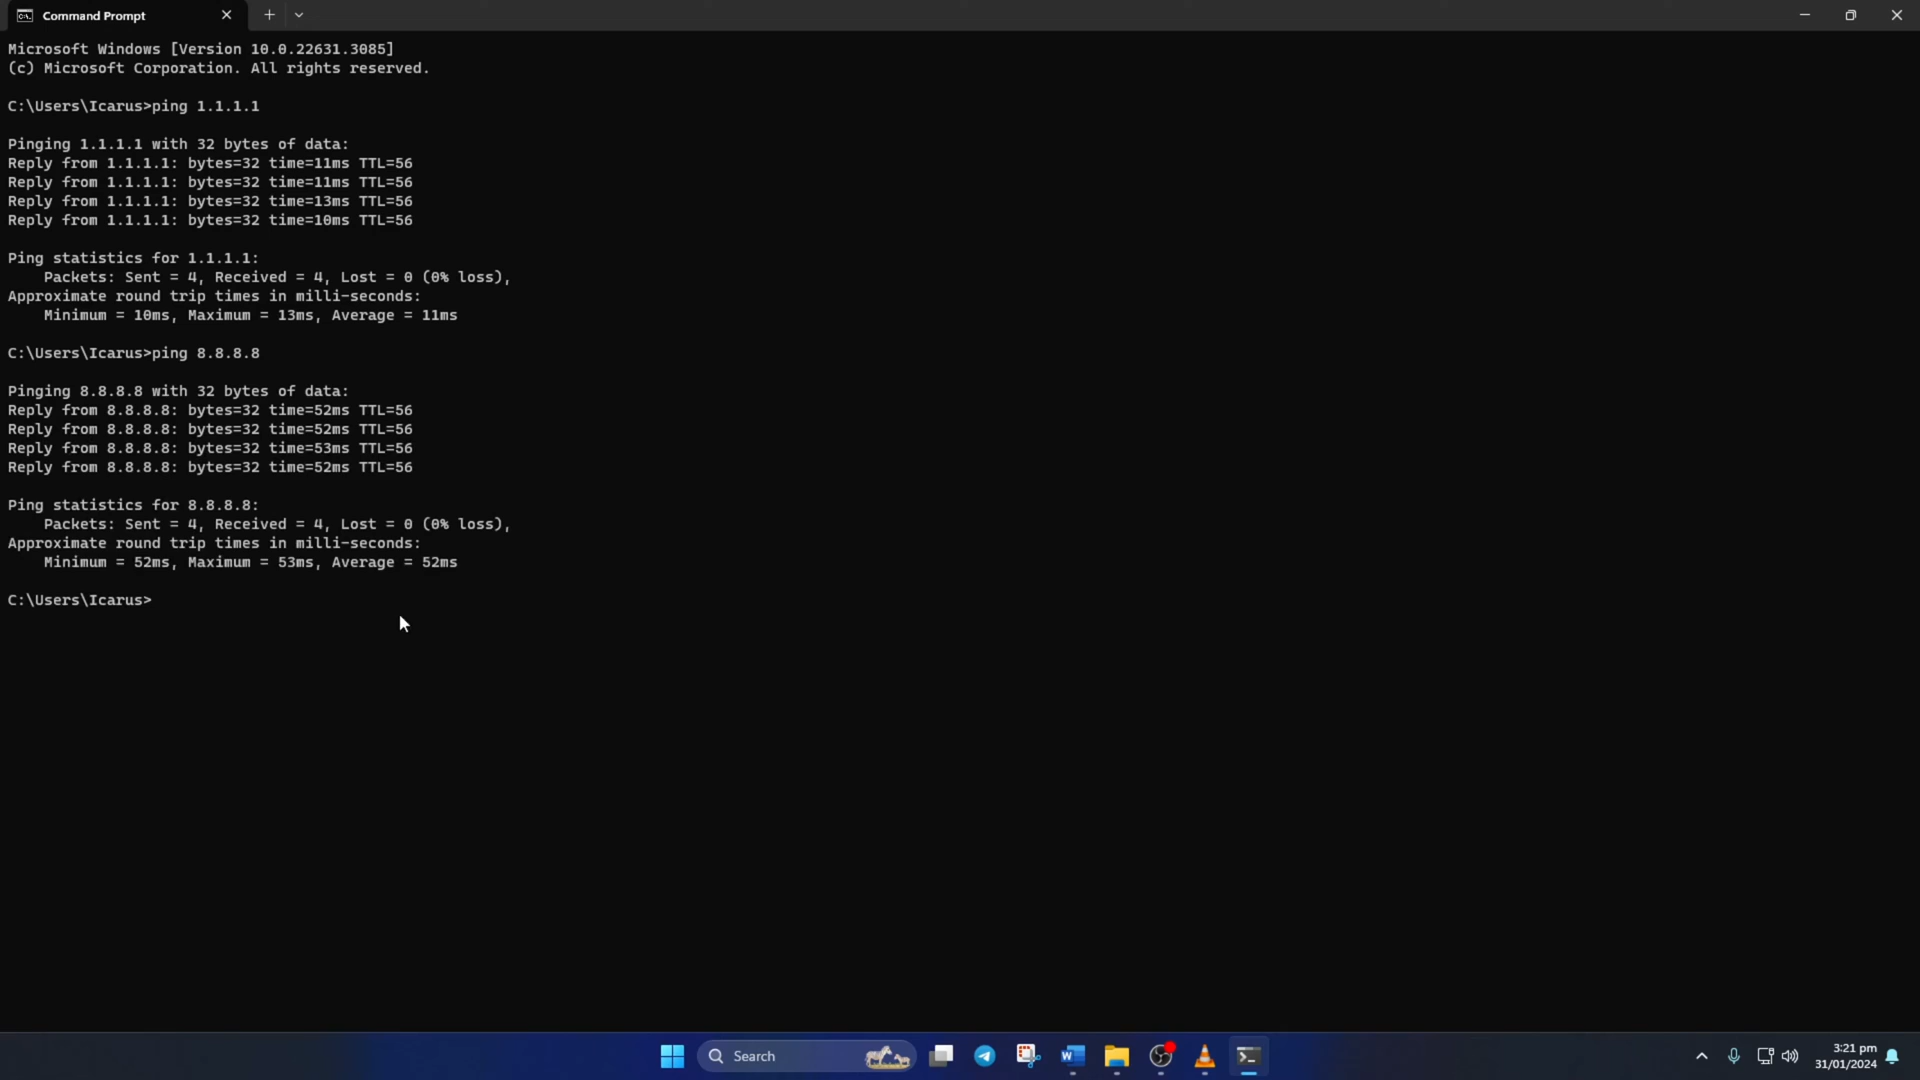 Command Prompt
Microsoft Windows [Version 10.0.22631.3085]
(c) Microsoft Corporation. All rights reserved.
C:\Users\Icarus>ping 1.1.1.1
Pinging 1.1.1.1 with 32 bytes of data:
Reply from 1.1.1.1: bytes=32 time=11ms TTL=56
Reply from 1.1.1.1: bytes=32 time=11ms TTL=56
Reply from 1.1.1.1: bytes=32 time=13ms TTL=56
Reply from 1.1.1.1: bytes=32 time=10ms TTL=56
Ping statistics for 1.1.1.1:
    Packets: Sent = 4, Received = 4, Lost = 0 (0% loss),
Approximate round trip times in milli-seconds:
    Minimum = 10ms, Maximum = 13ms, Average = 11ms
C:\Users\Icarus>ping 8.8.8.8
Pinging 8.8.8.8 with 32 bytes of data:
Reply from 8.8.8.8: bytes=32 time=52ms TTL=56
Reply from 8.8.8.8: bytes=32 time=52ms TTL=56
Reply from 8.8.8.8: bytes=32 time=53ms TTL=56
Reply from 8.8.8.8: bytes=32 time=52ms TTL=56
Ping statistics for 8.8.8.8:
    Packets: Sent = 4, Received = 4, Lost = 0 (0% loss),
Approximate round trip times in milli-seconds:
    Minimum = 52ms, Maximum = 53ms, Average = 52ms
C:\Users\Icarus>
Search
3:21 pm
31/01/2024